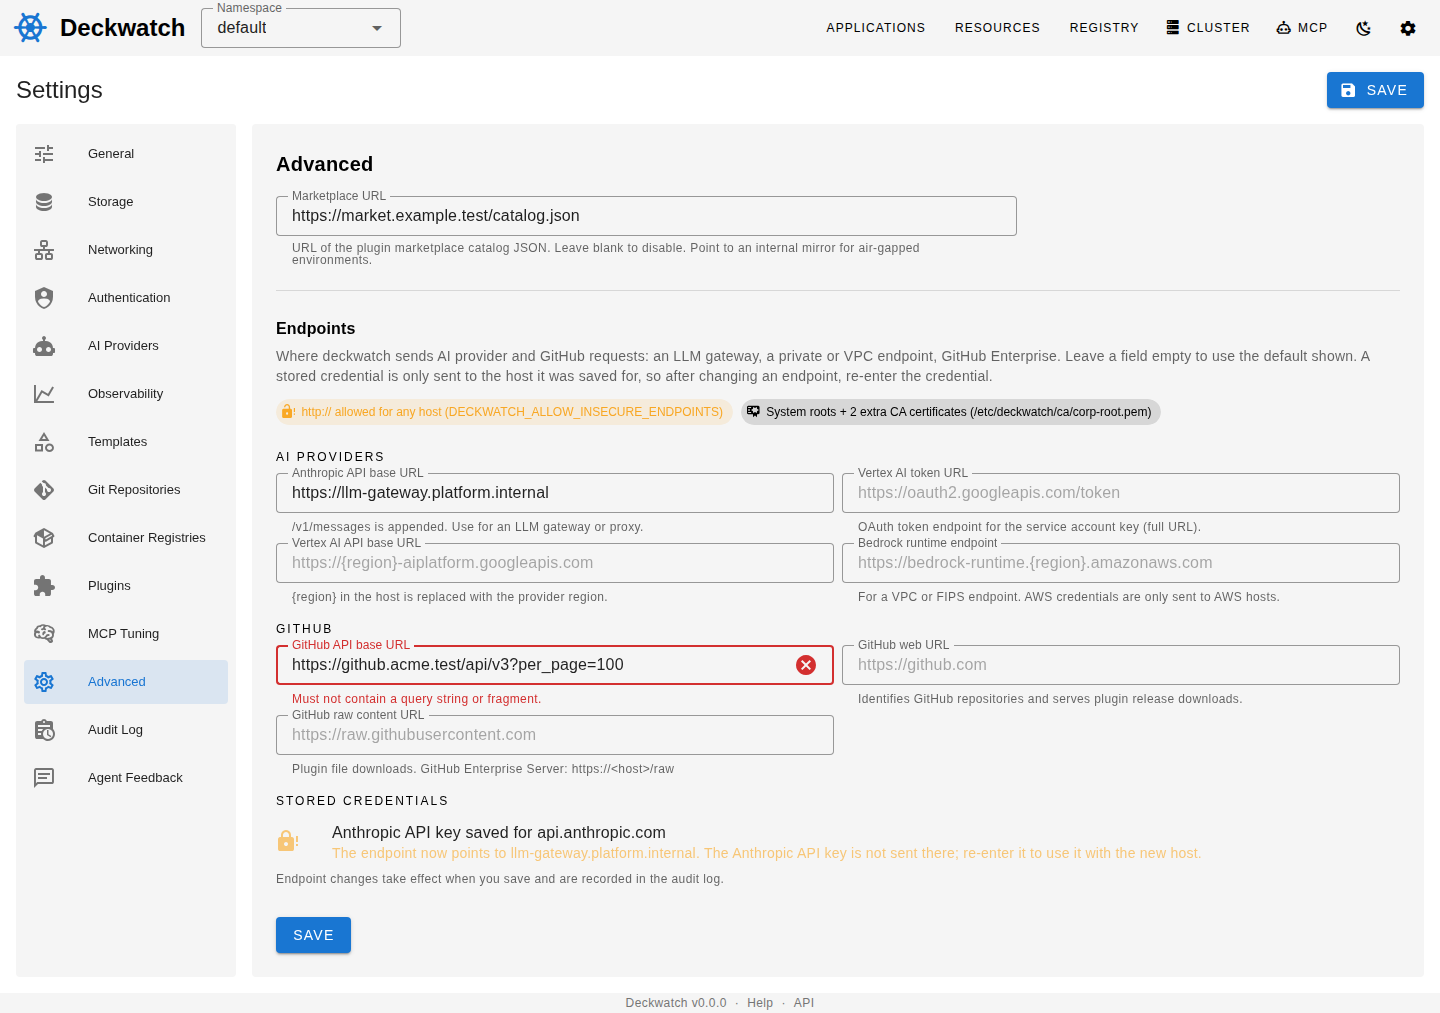 Deckwatch
Namespace
default
APPLICATIONS
RESOURCES
REGISTRY
CLUSTER
MCP
Settings
SAVE
General
Storage
Networking
Authentication
AI Providers
Observability
Templates
Git Repositories
Container Registries
Plugins
MCP Tuning
Advanced
Audit Log
Agent Feedback
Advanced
Marketplace URL
https://market.example.test/catalog.json
URL of the plugin marketplace catalog JSON. Leave blank to disable. Point to an internal mirror for air-gapped
environments.
Endpoints
Where deckwatch sends AI provider and GitHub requests: an LLM gateway, a private or VPC endpoint, GitHub Enterprise. Leave a field empty to use the default shown. A
stored credential is only sent to the host it was saved for, so after changing an endpoint, re-enter the credential.
http:// allowed for any host (DECKWATCH_ALLOW_INSECURE_ENDPOINTS)
System roots + 2 extra CA certificates (/etc/deckwatch/ca/corp-root.pem)
AI PROVIDERS
Anthropic API base URL
https://llm-gateway.platform.internal
/v1/messages is appended. Use for an LLM gateway or proxy.
Vertex AI token URL
https://oauth2.googleapis.com/token
OAuth token endpoint for the service account key (full URL).
Vertex AI API base URL
https://{region}-aiplatform.googleapis.com
{region} in the host is replaced with the provider region.
Bedrock runtime endpoint
https://bedrock-runtime.{region}.amazonaws.com
For a VPC or FIPS endpoint. AWS credentials are only sent to AWS hosts.
GITHUB
GitHub API base URL
https://github.acme.test/api/v3?per_page=100
Must not contain a query string or fragment.
GitHub web URL
https://github.com
Identifies GitHub repositories and serves plugin release downloads.
GitHub raw content URL
https://raw.githubusercontent.com
Plugin file downloads. GitHub Enterprise Server: https://<host>/raw
STORED CREDENTIALS
Anthropic API key saved for api.anthropic.com
The endpoint now points to llm-gateway.platform.internal. The Anthropic API key is not sent there; re-enter it to use it with the new host.
Endpoint changes take effect when you save and are recorded in the audit log.
SAVE
Deckwatch v0.0.0 · Help · API